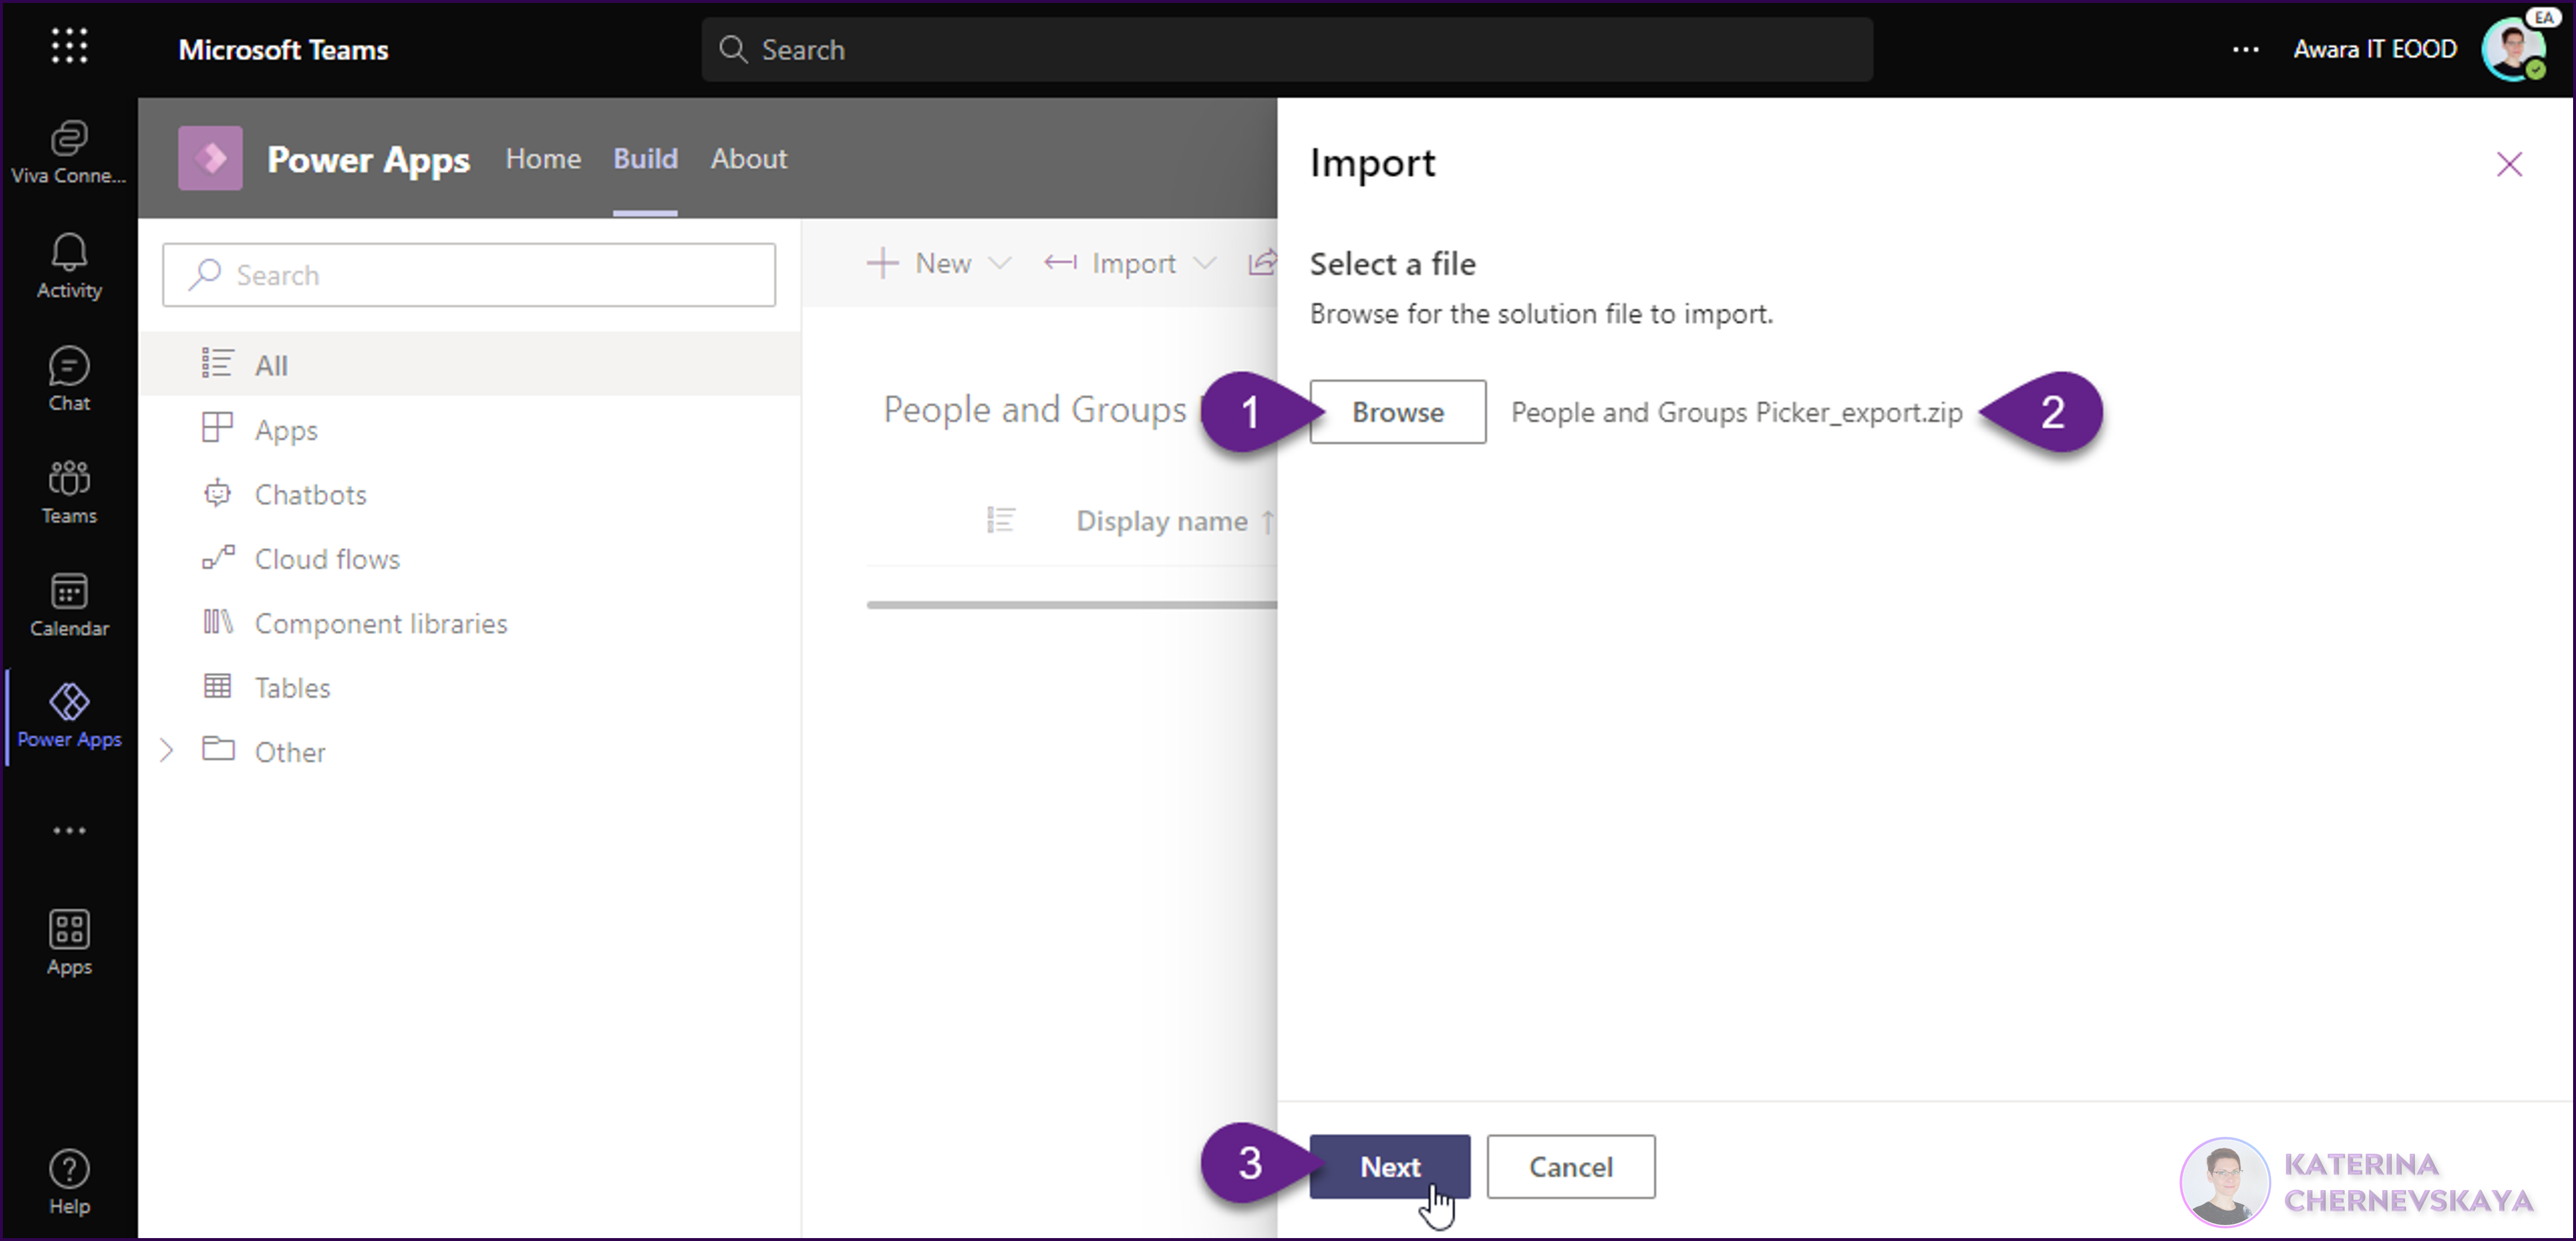 Microsoft Teams
Search
Awara IT EOOD
EA
Viva Conne...
Activity
Chat
Teams
Calendar
Power Apps
Apps
Help
Power Apps
Home
Build
About
Search
All
Apps
Chatbots
Cloud flows
Component libraries
Tables
Other
New
Import
People and Groups
Display name
Import
Select a file
Browse for the solution file to import.
1
Browse
People and Groups Picker_export.zip
2
3
Next
Cancel
KATERINA
CHERNEVSKAYA